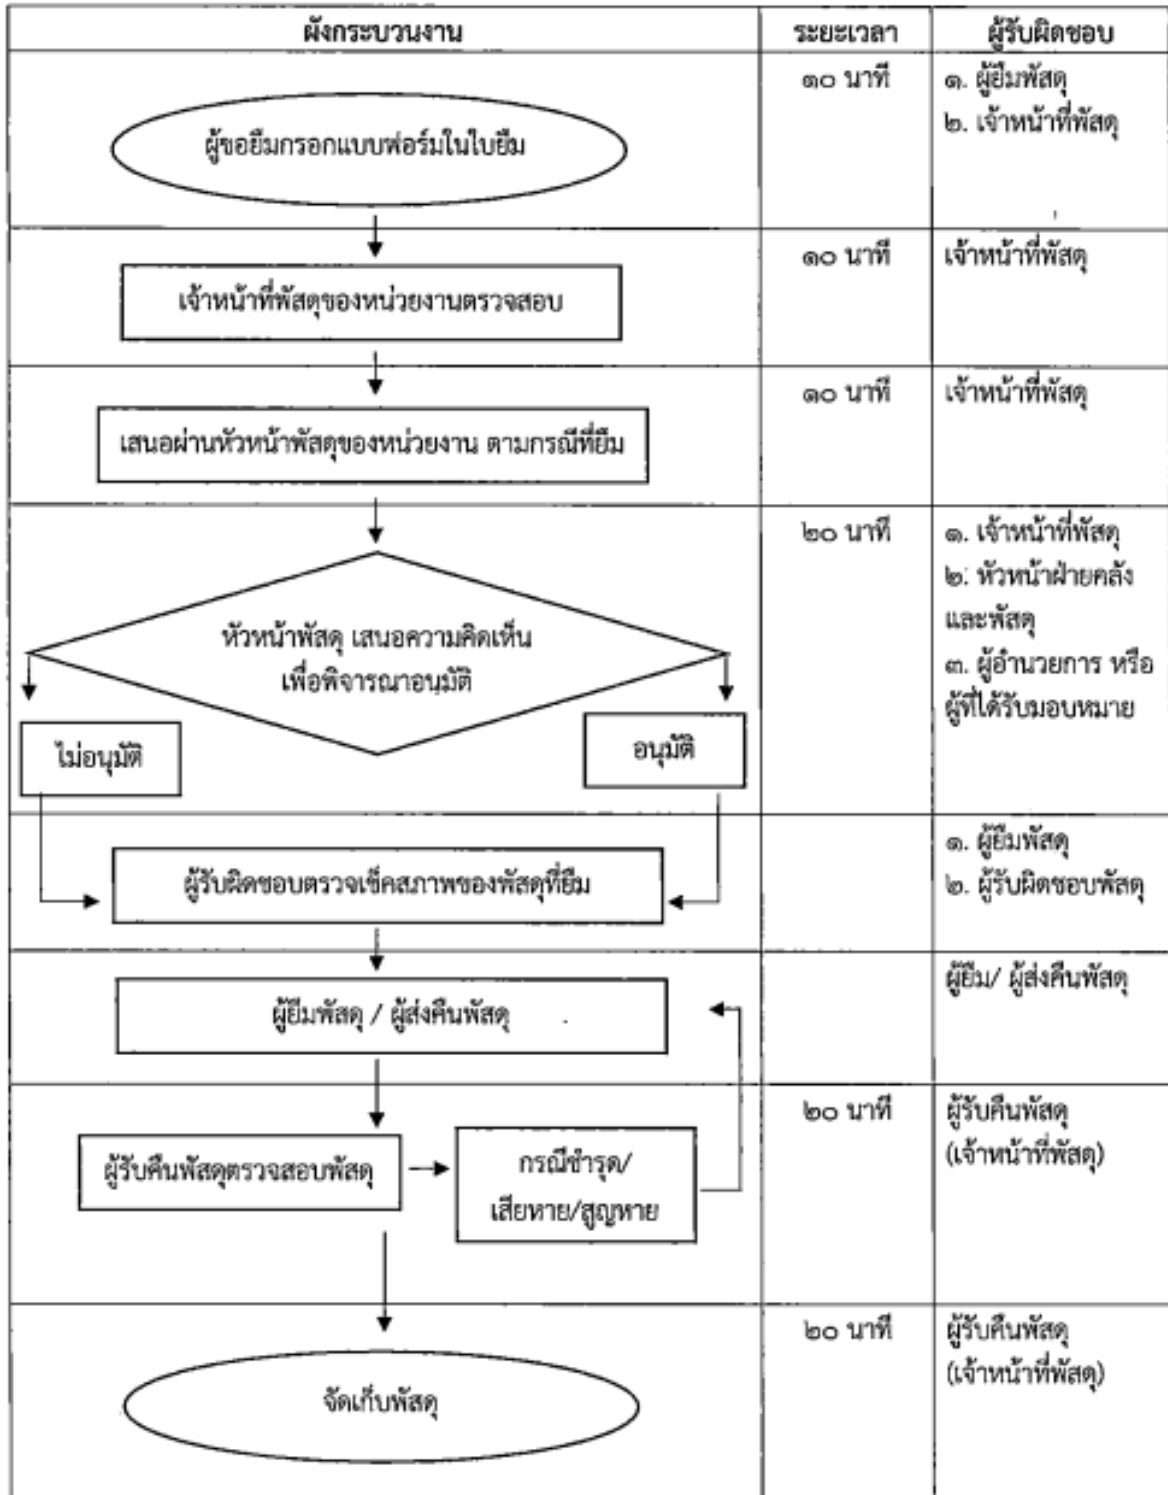 ผังกระบวนงาน ระยะเวลา ผู้รับผิดชอบ
ผู้ขอยืมกรอกแบบฟอร์มในใบยืม
๑๐ นาที
๑. ผู้ยืมพัสดุ
๒. เจ้าหน้าที่พัสดุ
เจ้าหน้าที่พัสดุของหน่วยงานตรวจสอบ
๑๐ นาที
เจ้าหน้าที่พัสดุ
เสนอผ่านหัวหน้าพัสดุของหน่วยงาน ตามกรณีที่ยืม
๑๐ นาที
เจ้าหน้าที่พัสดุ
หัวหน้าพัสดุ เสนอความคิดเห็น
เพื่อพิจารณาอนุมัติ
ไม่อนุมัติ
อนุมัติ
๒๐ นาที
๑. เจ้าหน้าที่พัสดุ
๒. หัวหน้าฝ่ายคลัง
และพัสดุ
๓. ผู้อำนวยการ หรือ
ผู้ที่ได้รับมอบหมาย
ผู้รับผิดชอบตรวจเช็คสภาพของพัสดุที่ยืม
๑. ผู้ยืมพัสดุ
๒. ผู้รับผิดชอบพัสดุ
ผู้ยืมพัสดุ / ผู้ส่งคืนพัสดุ
ผู้ยืม/ ผู้ส่งคืนพัสดุ
ผู้รับคืนพัสดุตรวจสอบพัสดุ
กรณีชำรุด/
เสียหาย/สูญหาย
๒๐ นาที
ผู้รับคืนพัสดุ
(เจ้าหน้าที่พัสดุ)
จัดเก็บพัสดุ
๒๐ นาที
ผู้รับคืนพัสดุ
(เจ้าหน้าที่พัสดุ)